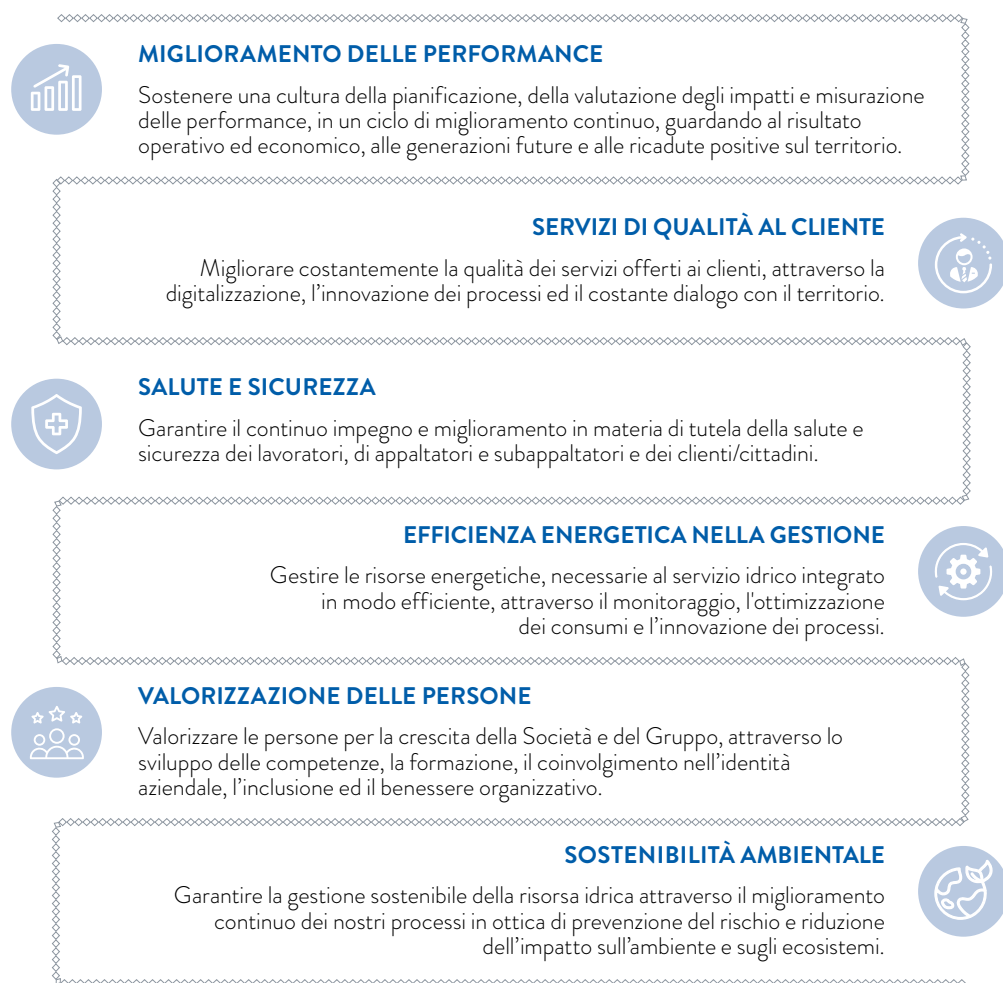 MIGLIORAMENTO DELLE PERFORMANCE
Sostenere una cultura della pianificazione, della valutazione degli impatti e misurazione
delle performance, in un ciclo di miglioramento continuo, guardando al risultato
operativo ed economico, alle generazioni future e alle ricadute positive sul territorio.
SERVIZI DI QUALITÀ AL CLIENTE
Migliorare costantemente la qualità dei servizi offerti ai clienti, attraverso la
digitalizzazione, l’innovazione dei processi ed il costante dialogo con il territorio.
SALUTE E SICUREZZA
Garantire il continuo impegno e miglioramento in materia di tutela della salute e
sicurezza dei lavoratori, di appaltatori e subappaltatori e dei clienti/cittadini.
EFFICIENZA ENERGETICA NELLA GESTIONE
Gestire le risorse energetiche, necessarie al servizio idrico integrato
in modo efficiente, attraverso il monitoraggio, l'ottimizzazione
dei consumi e l’innovazione dei processi.
VALORIZZAZIONE DELLE PERSONE
Valorizzare le persone per la crescita della Società e del Gruppo, attraverso lo
sviluppo delle competenze, la formazione, il coinvolgimento nell’identità
aziendale, l’inclusione ed il benessere organizzativo.
SOSTENIBILITÀ AMBIENTALE
Garantire la gestione sostenibile della risorsa idrica attraverso il miglioramento
continuo dei nostri processi in ottica di prevenzione del rischio e riduzione
dell’impatto sull’ambiente e sugli ecosistemi.